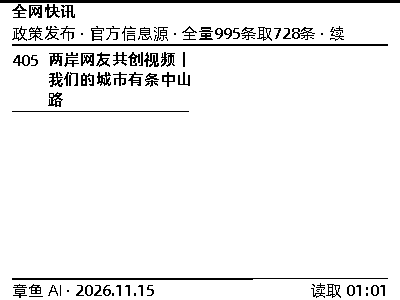 全网快讯
政策发布 · 官方信息源 · 全量995条取728条 · 续
405 两岸网友共创视频丨
我们的城市有条中山
路
章鱼 AI · 2026.11.15 读取 01:01